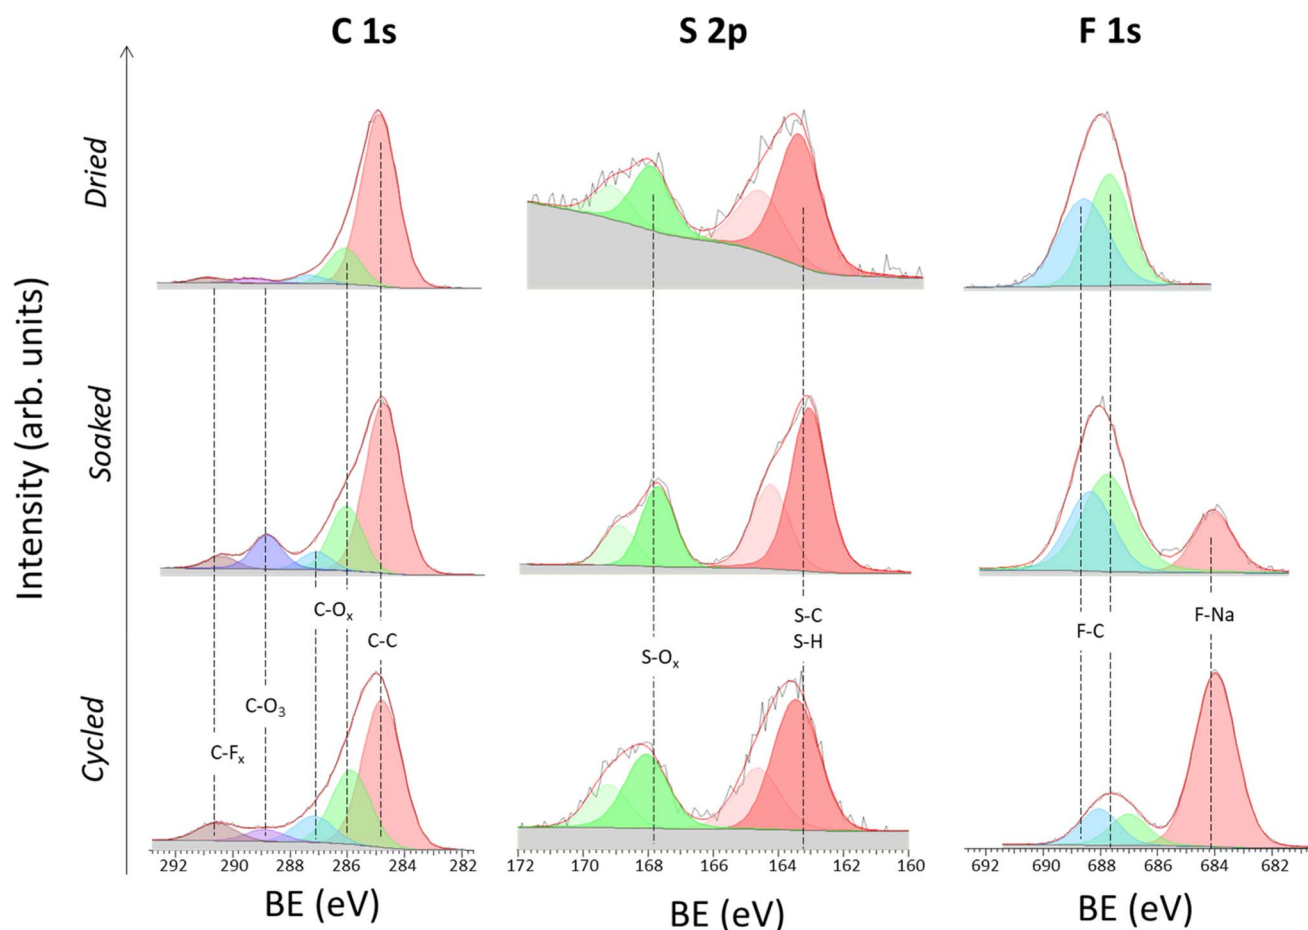 C 1s
S 2p
F 1s
Intensity (arb. units)
Dried
Soaked
Cycled
C-Oₓ
C-C
C-O₃
C-Fₓ
S-C
S-H
S-Oₓ
F-C
F-Na
292 290 288 286 284 282
172 170 168 166 164 162 160
692 690 688 686 684 682
BE (eV)
BE (eV)
BE (eV)